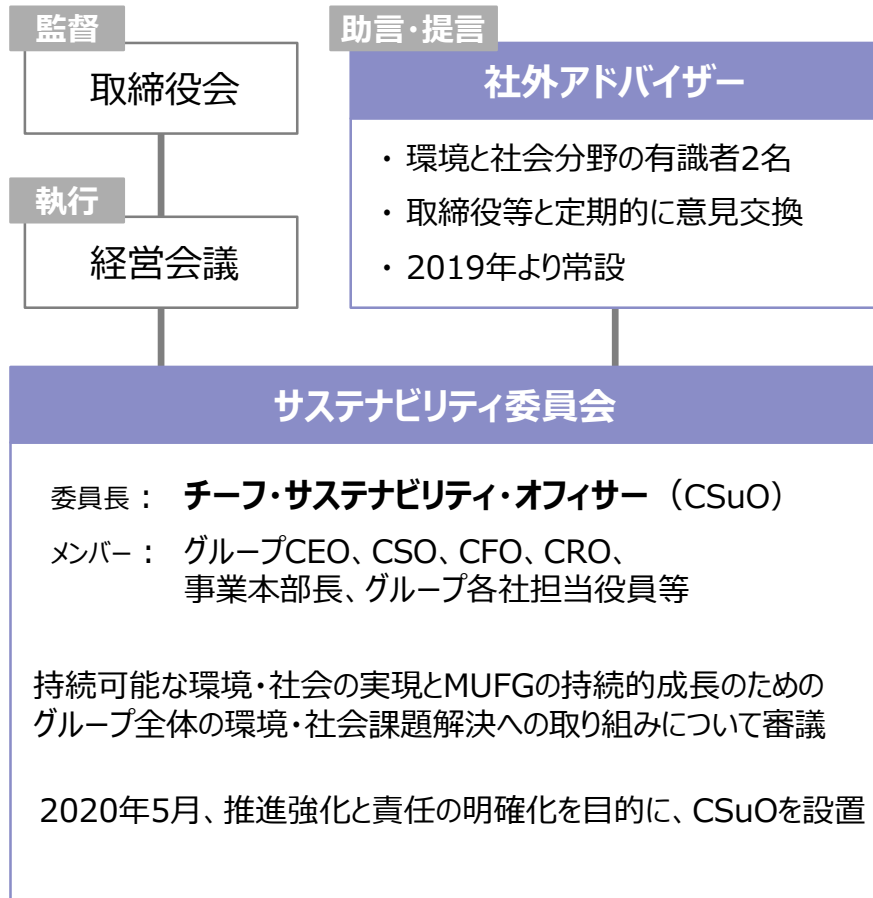 監督
取締役会
執行
経営会議
助言・提言
社外アドバイザー
・ 環境と社会分野の有識者2名
・ 取締役等と定期的に意見交換
・ 2019年より常設
サステナビリティ委員会
委員長： チーフ・サステナビリティ・オフィサー（CSuO）
メンバー： グループCEO、CSO、CFO、CRO、
事業本部長、グループ各社担当役員等
持続可能な環境・社会の実現とMUFGの持続的成長のための
グループ全体の環境・社会課題解決への取り組みについて審議
2020年5月、推進強化と責任の明確化を目的に、CSuOを設置